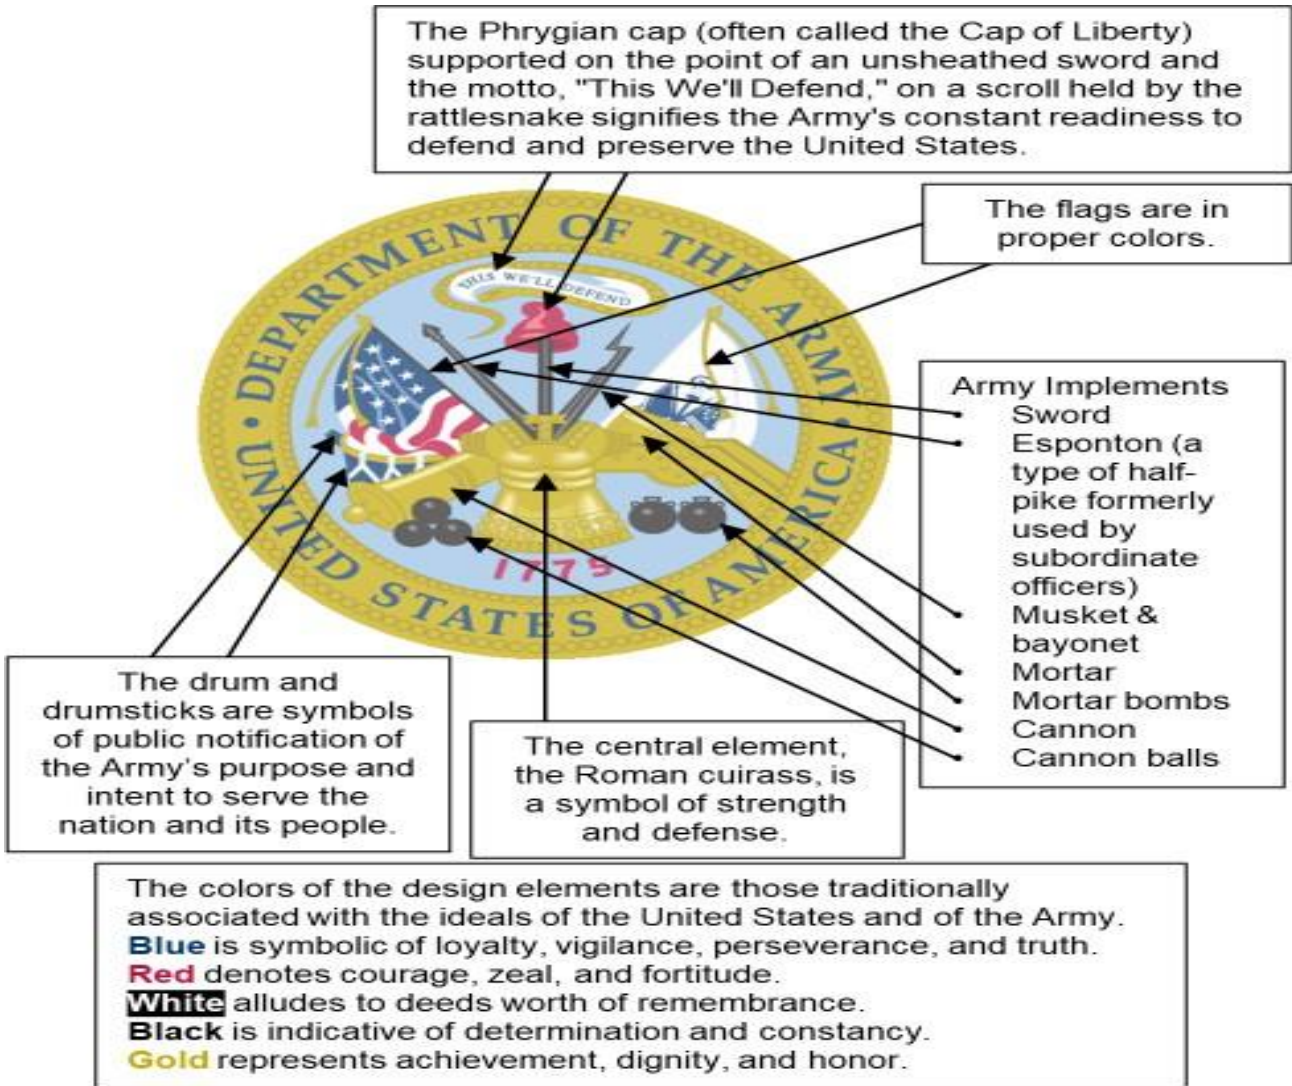 The Phrygian cap (often called the Cap of Liberty)
supported on the point of an unsheathed sword and
the motto, "This We'll Defend," on a scroll held by the
rattlesnake signifies the Army's constant readiness to
defend and preserve the United States.
The flags are in
proper colors.
DEPARTMENT OF THE ARMY
THIS WE'LL DEFEND
1775
UNITED STATES OF AMERICA
Army Implements
Sword
Esponton (a
type of half-
pike formerly
used by
subordinate
officers)
Musket &
bayonet
Mortar
Mortar bombs
Cannon
Cannon balls
The drum and
drumsticks are symbols
of public notification of
the Army's purpose and
intent to serve the
nation and its people.
The central element,
the Roman cuirass, is
a symbol of strength
and defense.
The colors of the design elements are those traditionally
associated with the ideals of the United States and of the Army.
Blue is symbolic of loyalty, vigilance, perseverance, and truth.
Red denotes courage, zeal, and fortitude.
White alludes to deeds worth of remembrance.
Black is indicative of determination and constancy.
Gold represents achievement, dignity, and honor.